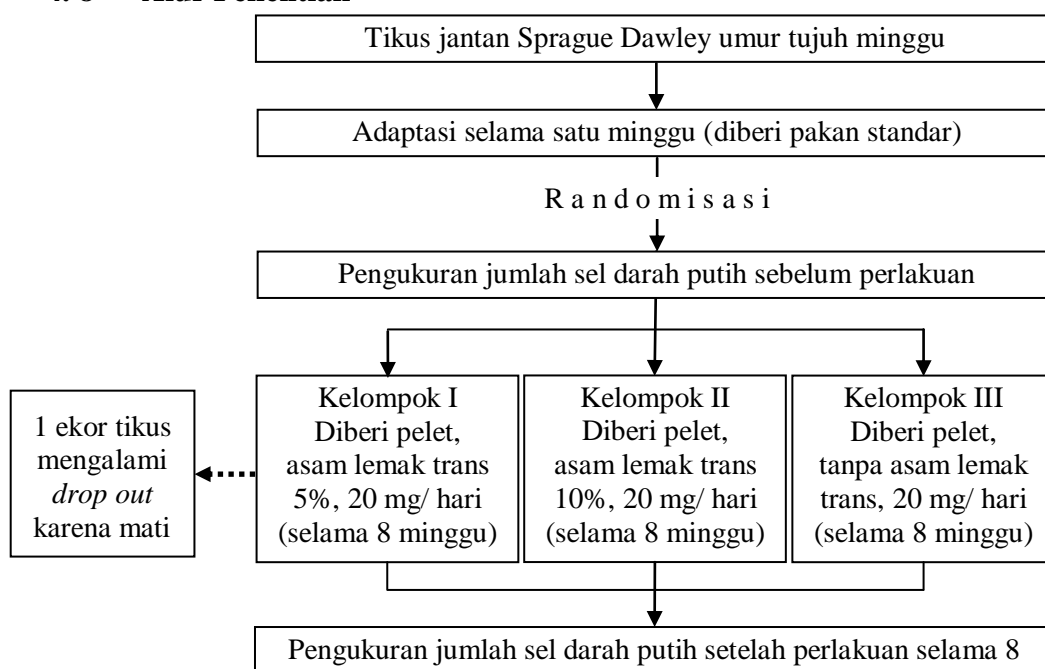 Tikus jantan Sprague Dawley umur tujuh minggu
Adaptasi selama satu minggu (diberi pakan standar)
R a n d o m i s a s i
Pengukuran jumlah sel darah putih sebelum perlakuan
1 ekor tikus
mengalami
drop out
karena mati
Kelompok I
Diberi pelet,
asam lemak trans
5%, 20 mg/ hari
(selama 8 minggu)
Kelompok II
Diberi pelet,
asam lemak trans
10%, 20 mg/ hari
(selama 8 minggu)
Kelompok III
Diberi pelet,
tanpa asam lemak
trans, 20 mg/ hari
(selama 8 minggu)
Pengukuran jumlah sel darah putih setelah perlakuan selama 8